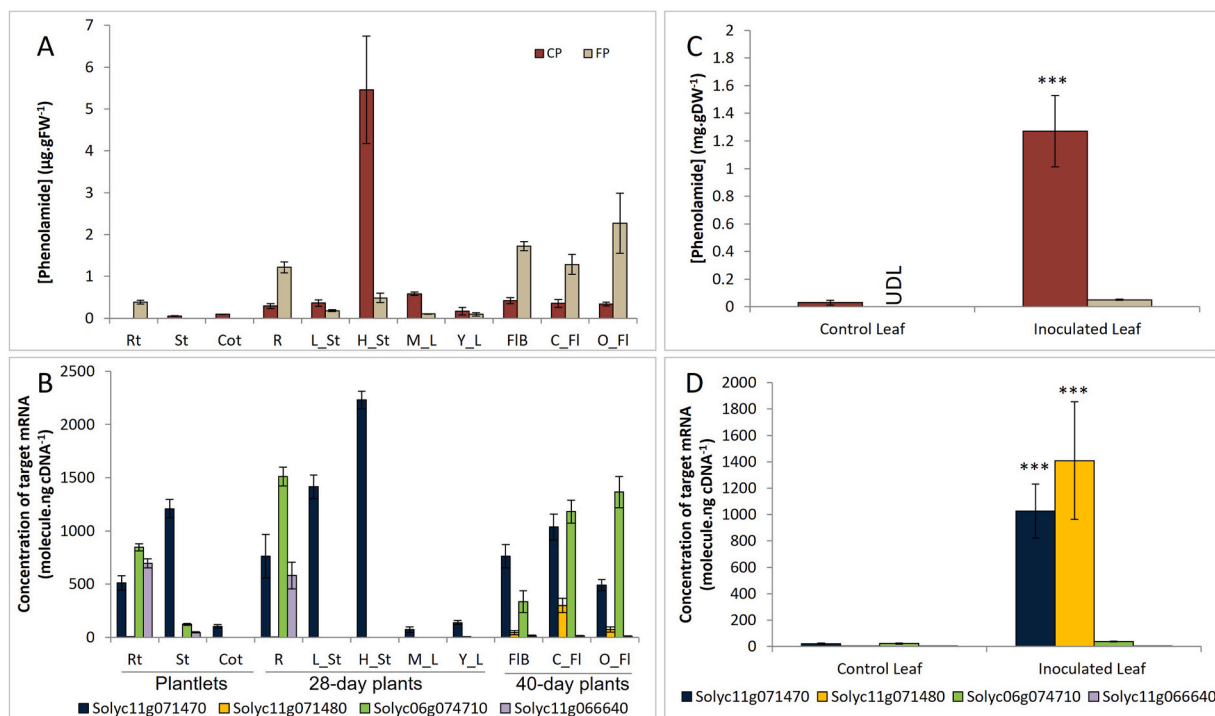 A
[Phenolamide] (µg.gFW⁻¹)
7
6
5
4
3
2
1
0
CP FP
Rt St Cot R L_St H_St M_L Y_L FlB C_Fl O_Fl
B
Concentration of target mRNA
(molecule.ng cDNA⁻¹)
2500
2000
1500
1000
500
0
Rt St Cot R L_St H_St M_L Y_L FlB C_Fl O_Fl
Plantlets 28-day plants 40-day plants
Solyc11g071470 Solyc11g071480 Solyc06g074710 Solyc11g066640
C
[Phenolamide] (mg.gDW⁻¹)
2
1.8
1.6
1.4
1.2
1
0.8
0.6
0.4
0.2
0
***
UDL
Control Leaf Inoculated Leaf
D
Concentration of target mRNA
(molecule.ng cDNA⁻¹)
2000
1800
1600
1400
1200
1000
800
600
400
200
0
***
***
Control Leaf Inoculated Leaf
Solyc11g071470 Solyc11g071480 Solyc06g074710 Solyc11g066640